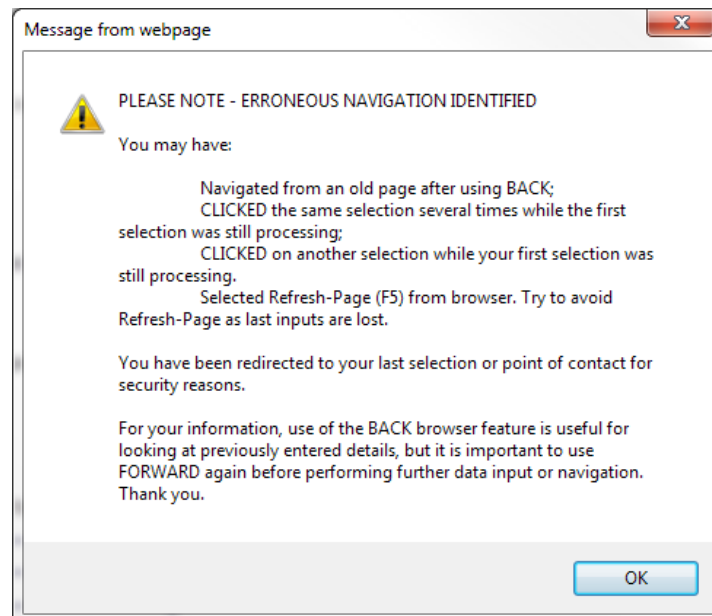 Message from webpage
PLEASE NOTE - ERRONEOUS NAVIGATION IDENTIFIED
You may have:
Navigated from an old page after using BACK;
CLICKED the same selection several times while the first
selection was still processing;
CLICKED on another selection while your first selection was
still processing.
Selected Refresh-Page (F5) from browser. Try to avoid
Refresh-Page as last inputs are lost.
You have been redirected to your last selection or point of contact for
security reasons.
For your information, use of the BACK browser feature is useful for
looking at previously entered details, but it is important to use
FORWARD again before performing further data input or navigation.
Thank you.
OK